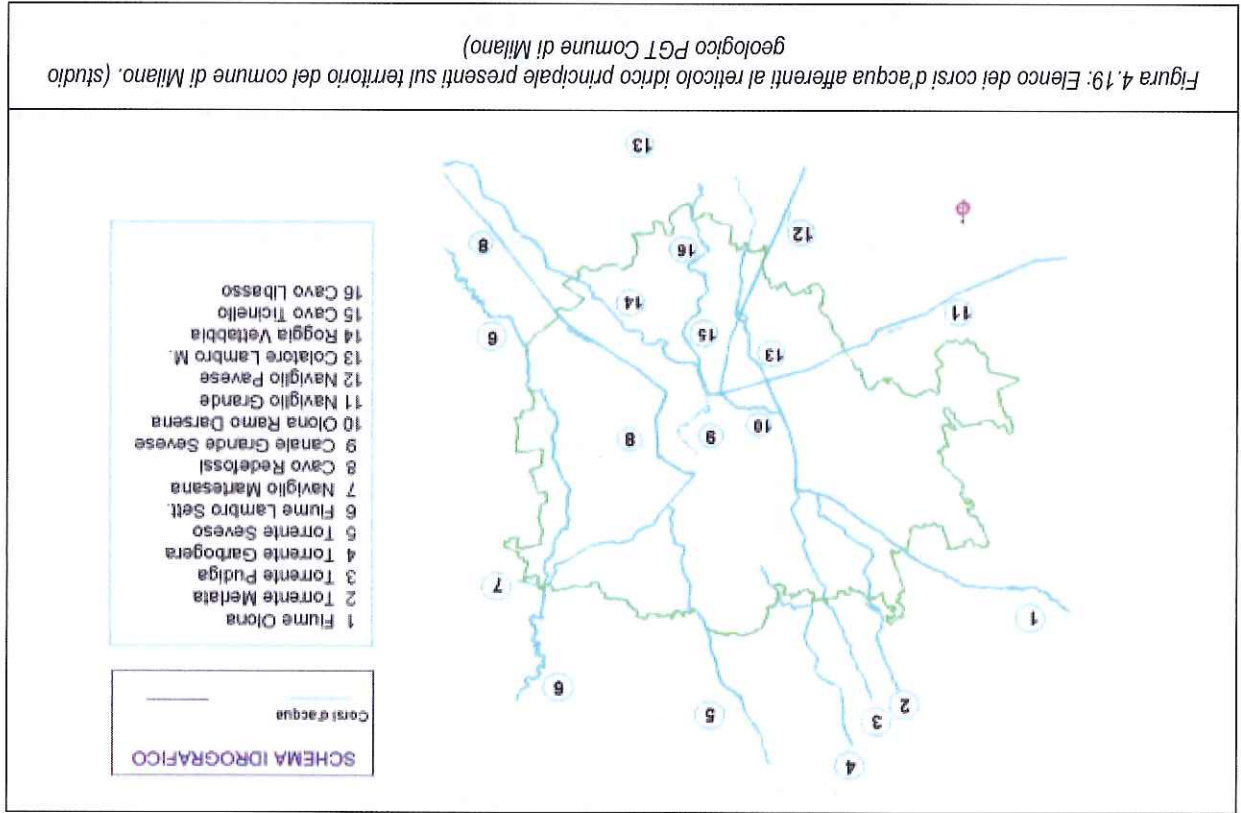 SCHEMA IDROGRAFICO
Corsi d'acqua
1 Fiume Olona
2 Torrente Merlata
3 Torrente Pudiga
4 Torrente Garbogera
5 Torrente Seveso
6 Fiume Lambro Sett.
7 Naviglio Martesana
8 Cavo Redefossi
9 Canale Grande Sevese
10 Olona Ramo Darsena
11 Naviglio Grande
12 Naviglio Pavese
13 Colatore Lambro M.
14 Roggia Vettabbia
15 Cavo Ticinello
16 Cavo Libasso
4
2
3
5
6
1
7
8
9
10
6
13
15
11
14
8
16
12
13
Figura 4.19: Elenco dei corsi d'acqua afferenti al reticolo idrico principale presenti sul territorio del comune di Milano. (studio
geologico PGT Comune di Milano)